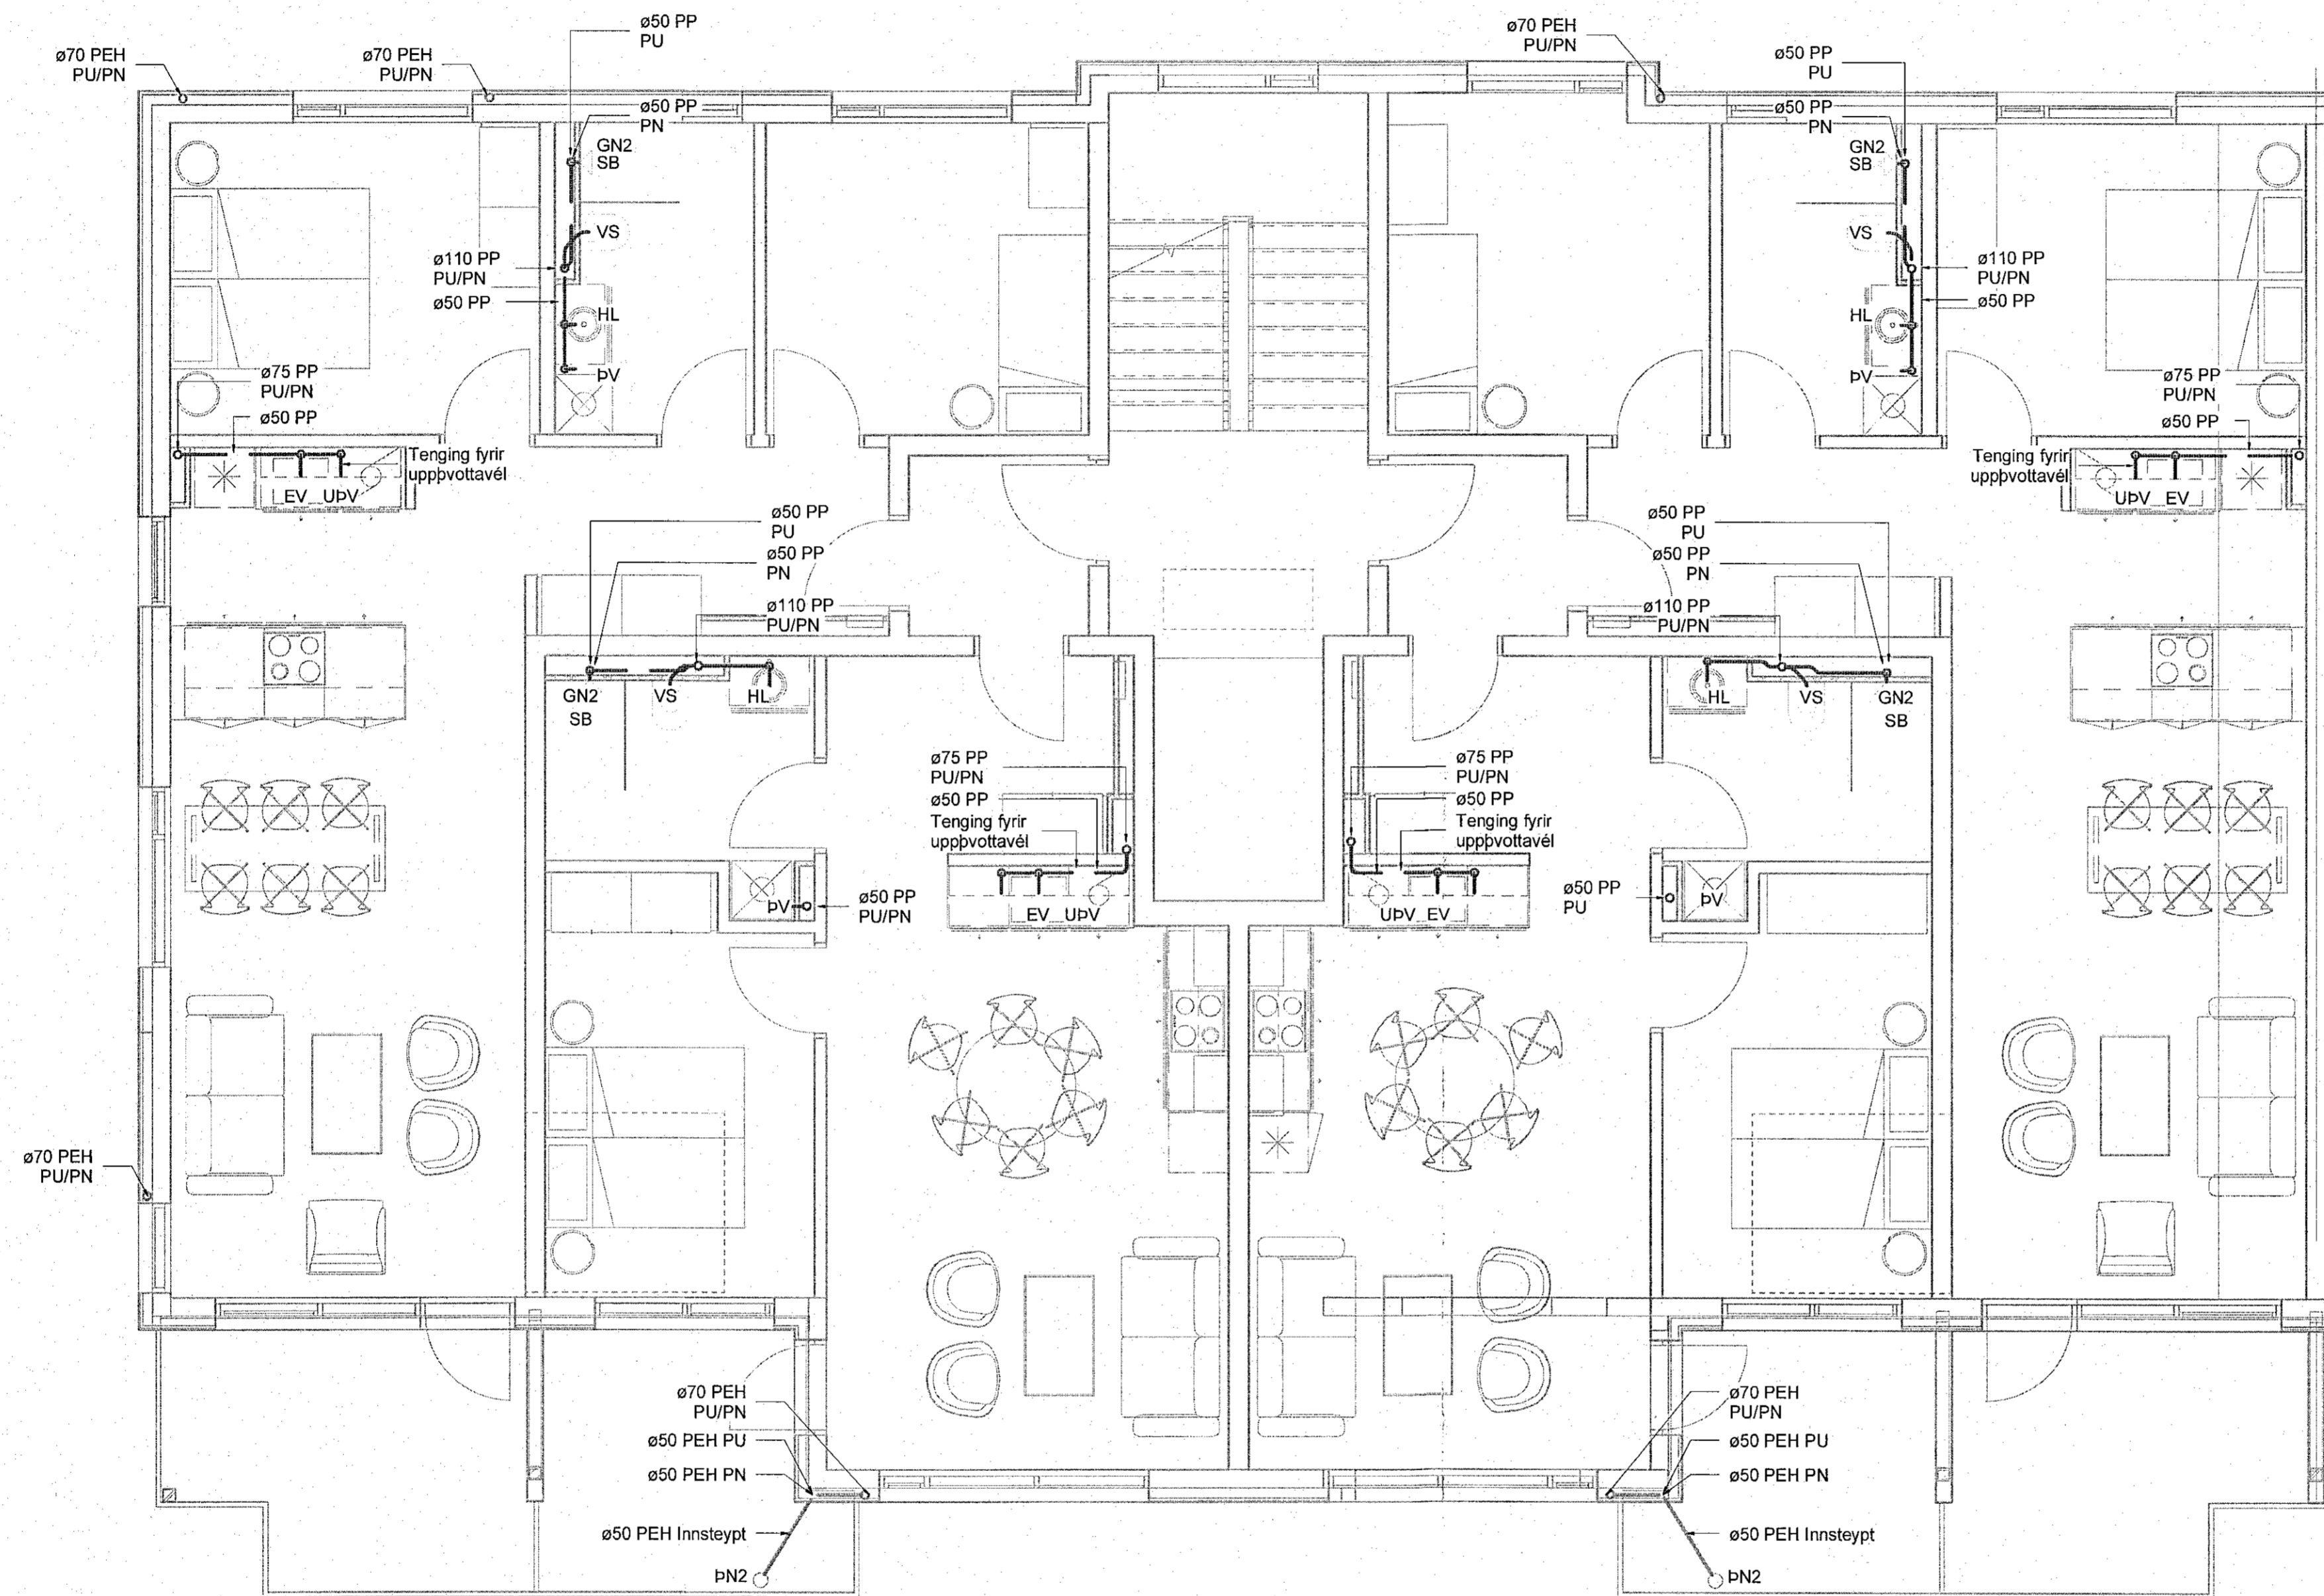 ø50 PP
PU
ø70 PEH
PU/PN
ø70 PEH
PU/PN
ø70 PEH
PU/PN
ø50 PP
PU
ø50 PP
PN
ø50 PP
PN
GN2
SB
GN2
SB
VS
VS
ø110 PP
PU/PN
ø50 PP
ø110 PP
PU/PN
ø50 PP
HL
HL
ÞV
ÞV
ø75 PP
PU/PN
ø50 PP
ø75 PP
PU/PN
ø50 PP
Tenging fyrir
uppþvottavél
Tenging fyrir
uppþvottavél
EV UÞV
UÞV EV
ø50 PP
PU
ø50 PP
PN
ø110 PP
PU/PN
ø50 PP
PU
ø50 PP
PN
ø110 PP
PU/PN
GN2
SB
VS
HL
HL
VS
GN2
SB
ø75 PP
PU/PN
ø50 PP
Tenging fyrir
uppþvottavél
ø75 PP
PU/PN
ø50 PP
Tenging fyrir
uppþvottavél
ÞV
ø50 PP
PU/PN
EV UÞV
UÞV EV
ø50 PP
PU
ÞV
ø70 PEH
PU/PN
ø70 PEH
PU/PN
ø50 PEH PU
ø50 PEH PN
ø50 PEH Innsteypt
ÞN2
ø70 PEH
PU/PN
ø50 PEH PU
ø50 PEH PN
ø50 PEH Innsteypt
ÞN2